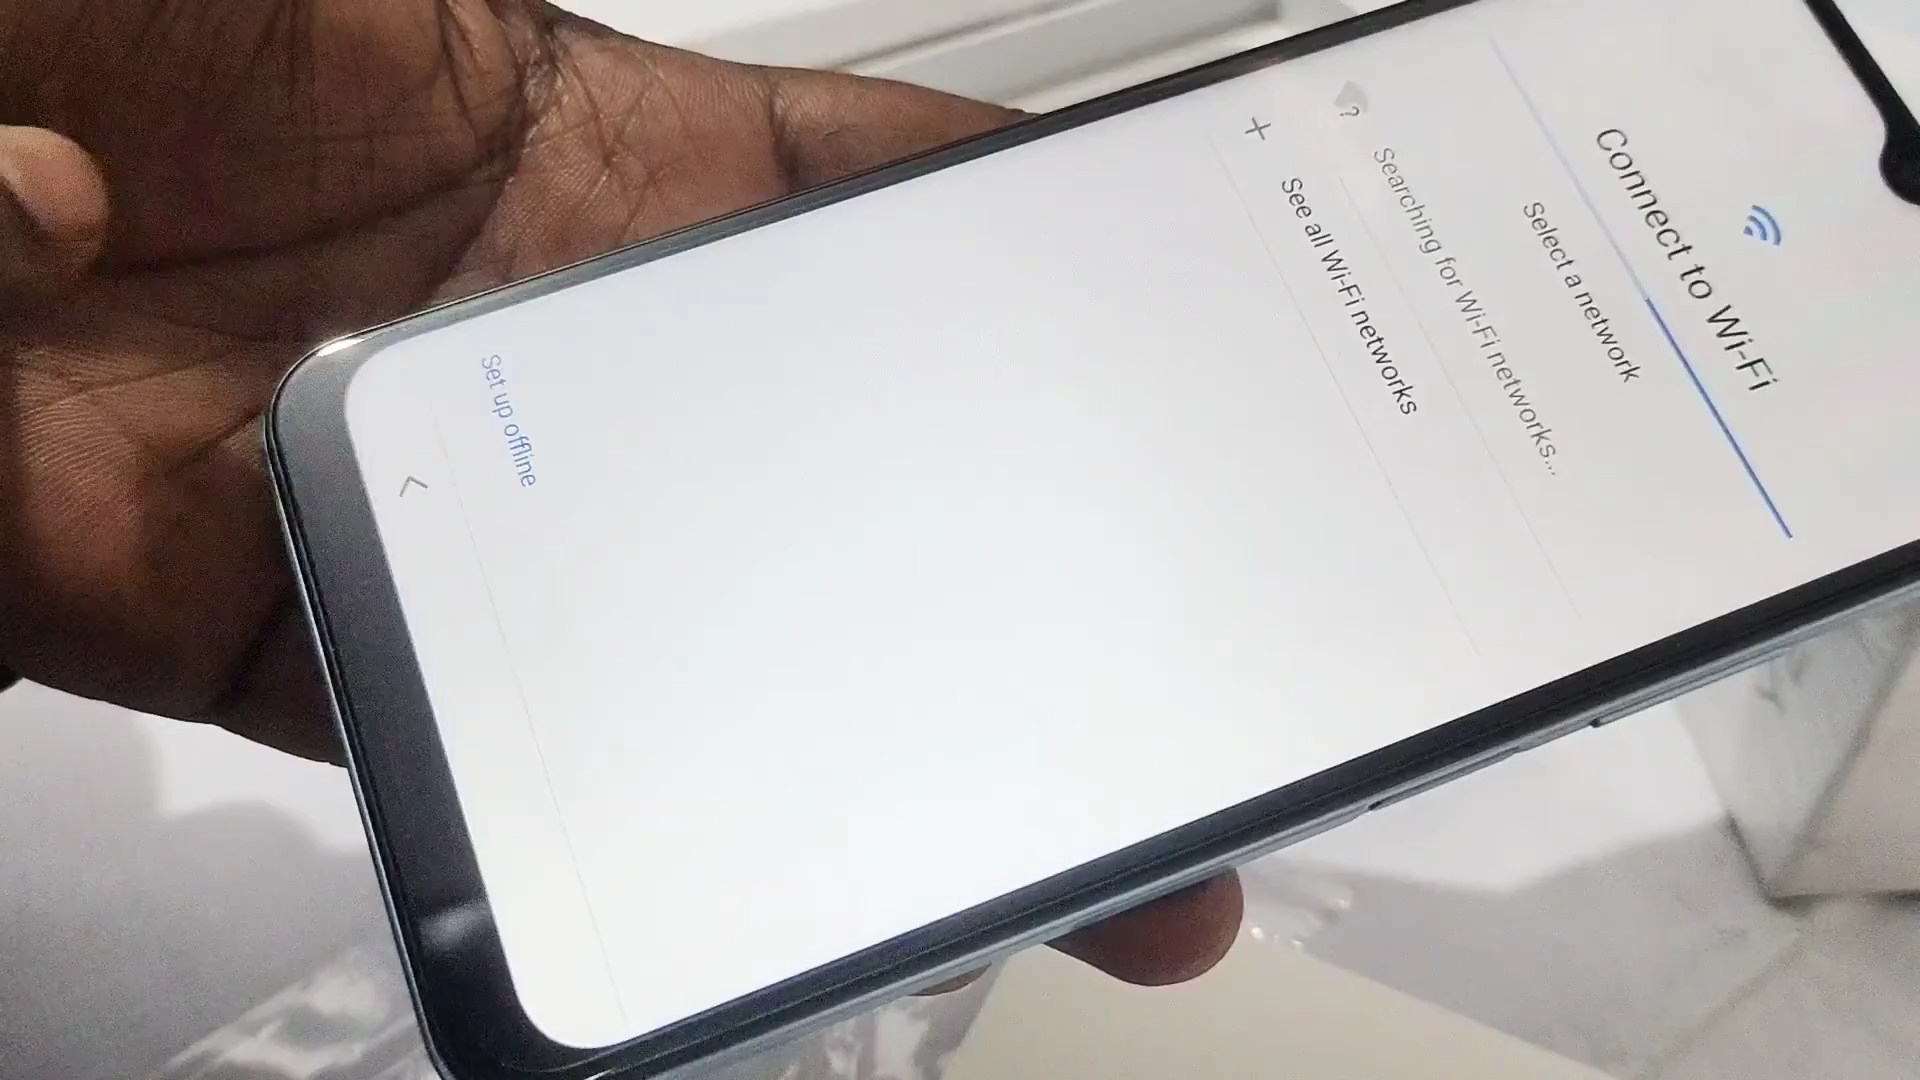 Connect to Wi-Fi
Select a network
Searching for Wi-Fi networks...
See all Wi-Fi networks
Set up offline